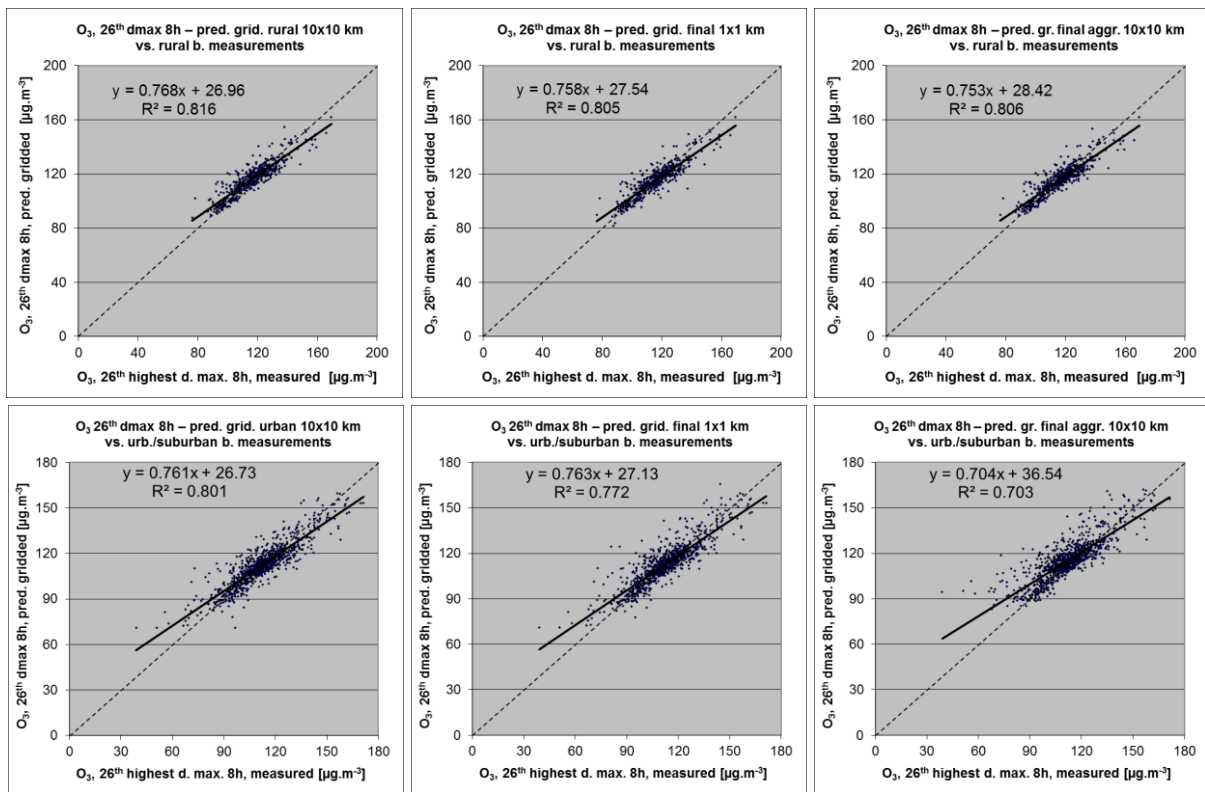 O₃, 26ᵗʰ dmax 8h – pred. grid. rural 10x10 km
vs. rural b. measurements
y = 0.768x + 26.96
R² = 0.816
O₃, 26ᵗʰ dmax 8h, pred. gridded [µg.m⁻³]
200
160
120
80
40
0
0 40 80 120 160 200
O₃, 26ᵗʰ highest d. max. 8h, measured [µg.m⁻³]
O₃, 26ᵗʰ dmax 8h – pred. grid. final 1x1 km
vs. rural b. measurements
y = 0.758x + 27.54
R² = 0.805
O₃, 26ᵗʰ dmax 8h, pred. gridded [µg.m⁻³]
200
160
120
80
40
0
0 40 80 120 160 200
O₃, 26ᵗʰ highest d. max. 8h, measured [µg.m⁻³]
O₃, 26ᵗʰ dmax 8h – pred. gr. final aggr. 10x10 km
vs. rural b. measurements
y = 0.753x + 28.42
R² = 0.806
O₃, 26ᵗʰ dmax 8h, pred. gridded [µg.m⁻³]
200
160
120
80
40
0
0 40 80 120 160 200
O₃, 26ᵗʰ highest d. max. 8h, measured [µg.m⁻³]
O₃ 26ᵗʰ dmax 8h – pred. grid. urban 10x10 km
vs. urb./suburban b. measurements
y = 0.761x + 26.73
R² = 0.801
O₃, 26ᵗʰ dmax 8h, pred. gridded [µg.m⁻³]
180
150
120
90
60
30
0
0 30 60 90 120 150 180
O₃, 26ᵗʰ highest d. max. 8h, measured [µg.m⁻³]
O₃ 26ᵗʰ dmax 8h – pred. grid. final 1x1 km
vs. urb./suburban b. measurements
y = 0.763x + 27.13
R² = 0.772
O₃, 26ᵗʰ dmax 8h, pred. gridded [µg.m⁻³]
180
150
120
90
60
30
0
0 30 60 90 120 150 180
O₃, 26ᵗʰ highest d. max. 8h, measured [µg.m⁻³]
O₃ 26ᵗʰ dmax 8h – pred. gr. final aggr. 10x10 km
vs. urb./suburban b. measurements
y = 0.704x + 36.54
R² = 0.703
O₃, 26ᵗʰ dmax 8h, pred. gridded [µg.m⁻³]
180
150
120
90
60
30
0
0 30 60 90 120 150 180
O₃, 26ᵗʰ highest d. max. 8h, measured [µg.m⁻³]